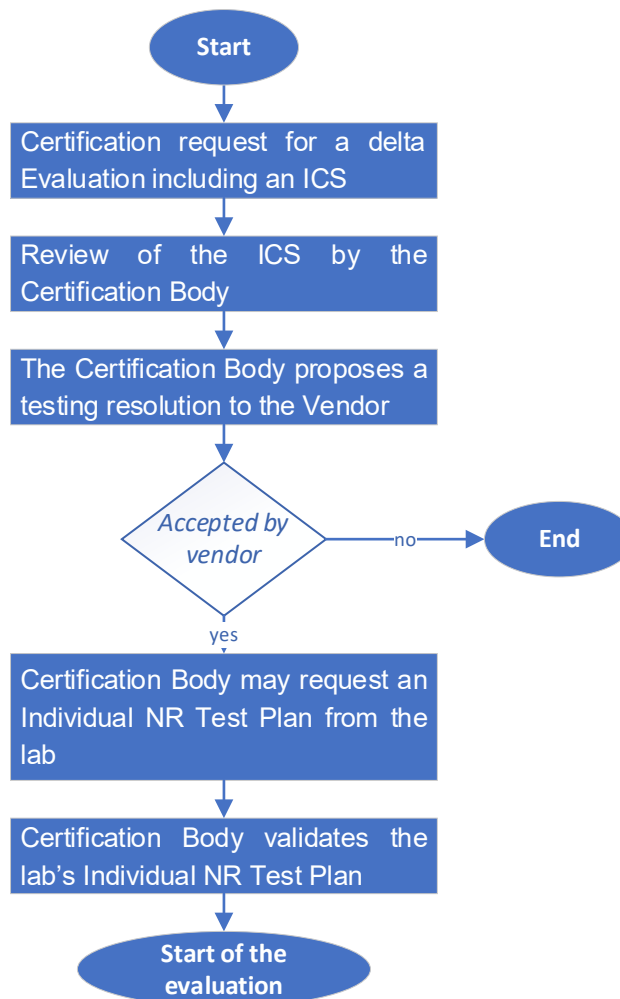 Start
Certification request for a delta
Evaluation including an ICS
Review of the ICS by the
Certification Body
The Certification Body proposes a
testing resolution to the Vendor
Accepted by
vendor
no
End
yes
Certification Body may request an
Individual NR Test Plan from the
lab
Certification Body validates the
lab's Individual NR Test Plan
Start of the
evaluation